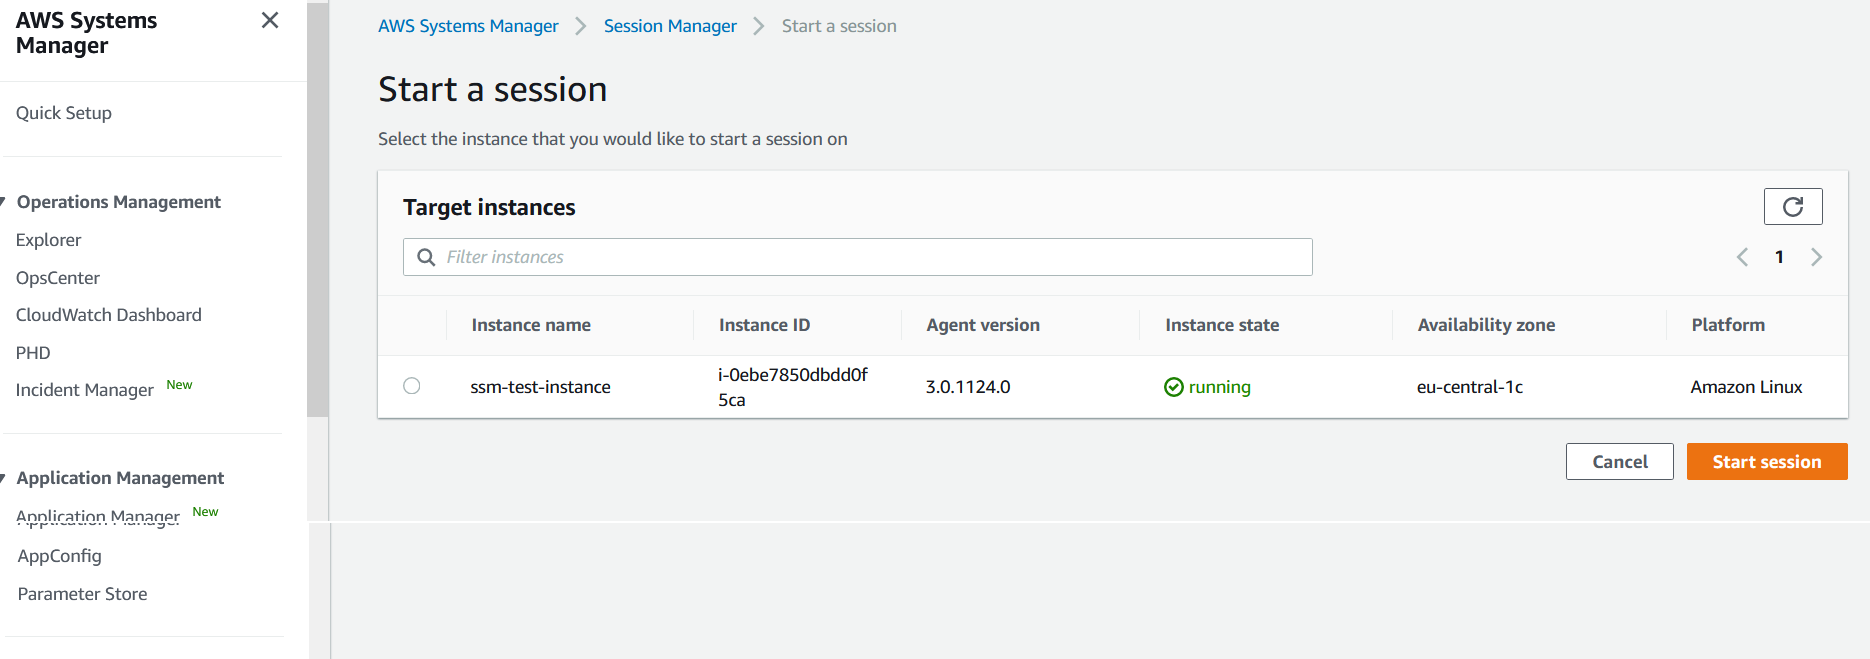 AWS Systems
Manager
Quick Setup
Operations Management
Explorer
OpsCenter
CloudWatch Dashboard
PHD
Incident Manager New
Application Management
Application Manager New
AppConfig
Parameter Store
AWS Systems Manager > Session Manager > Start a session
Start a session
Select the instance that you would like to start a session on
Target instances
Filter instances
1
Instance name Instance ID Agent version Instance state Availability zone Platform
ssm-test-instance i-0ebe7850dbdd0f 3.0.1124.0 running eu-central-1c Amazon Linux
5ca
Cancel Start session